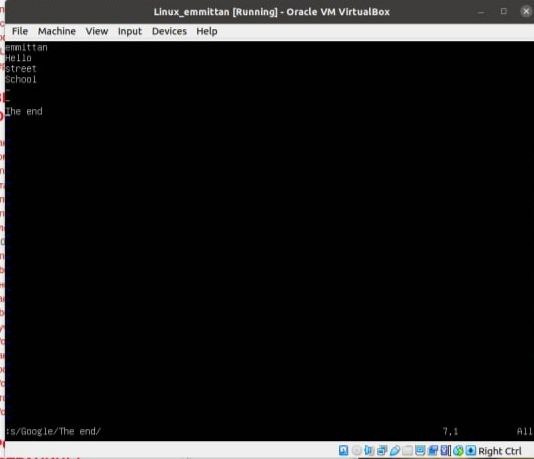 Linux_emmittan [Running] - Oracle VM VirtualBox
File Machine View Input Devices Help
emmittan
Hello
street
School
-
The end
:s/Google/The end/ 7,1 All
Right Ctrl